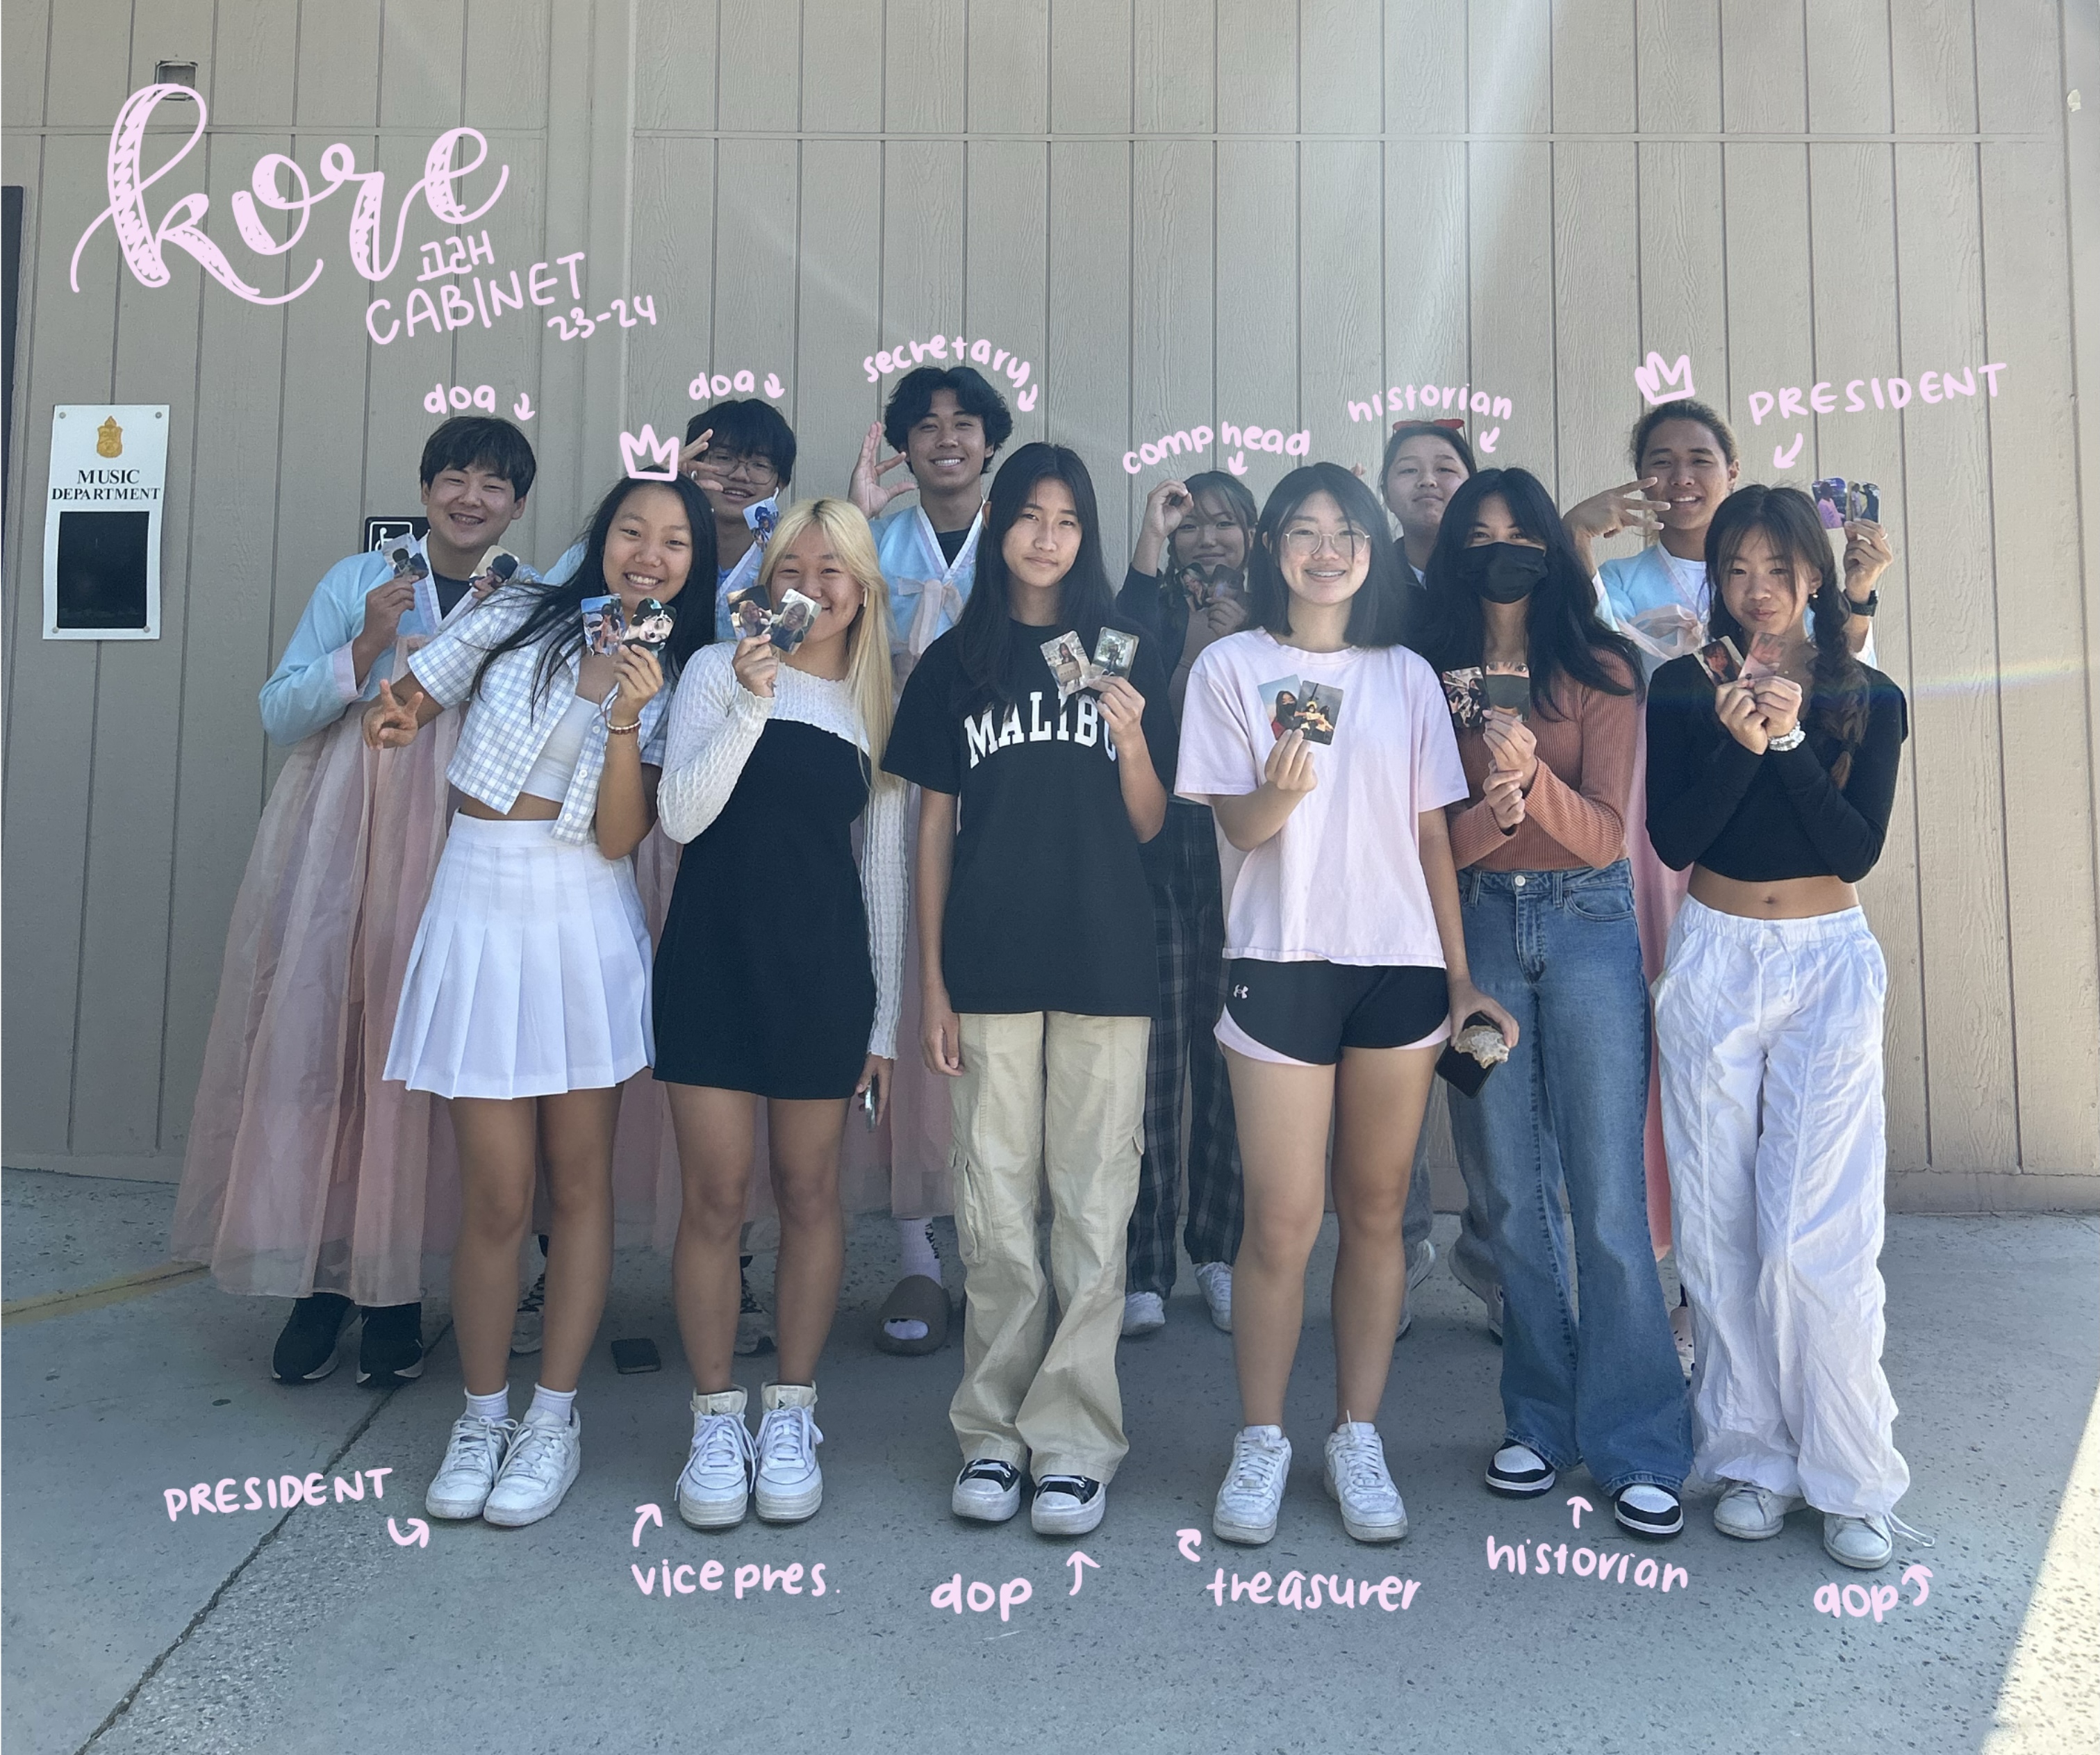 kore
고래
CABINET
23-24
doa
doa
secretary
comp head
historian
PRESIDENT
MUSIC
DEPARTMENT
MALIBU
PRESIDENT
vice pres.
dop
treasurer
historian
dop